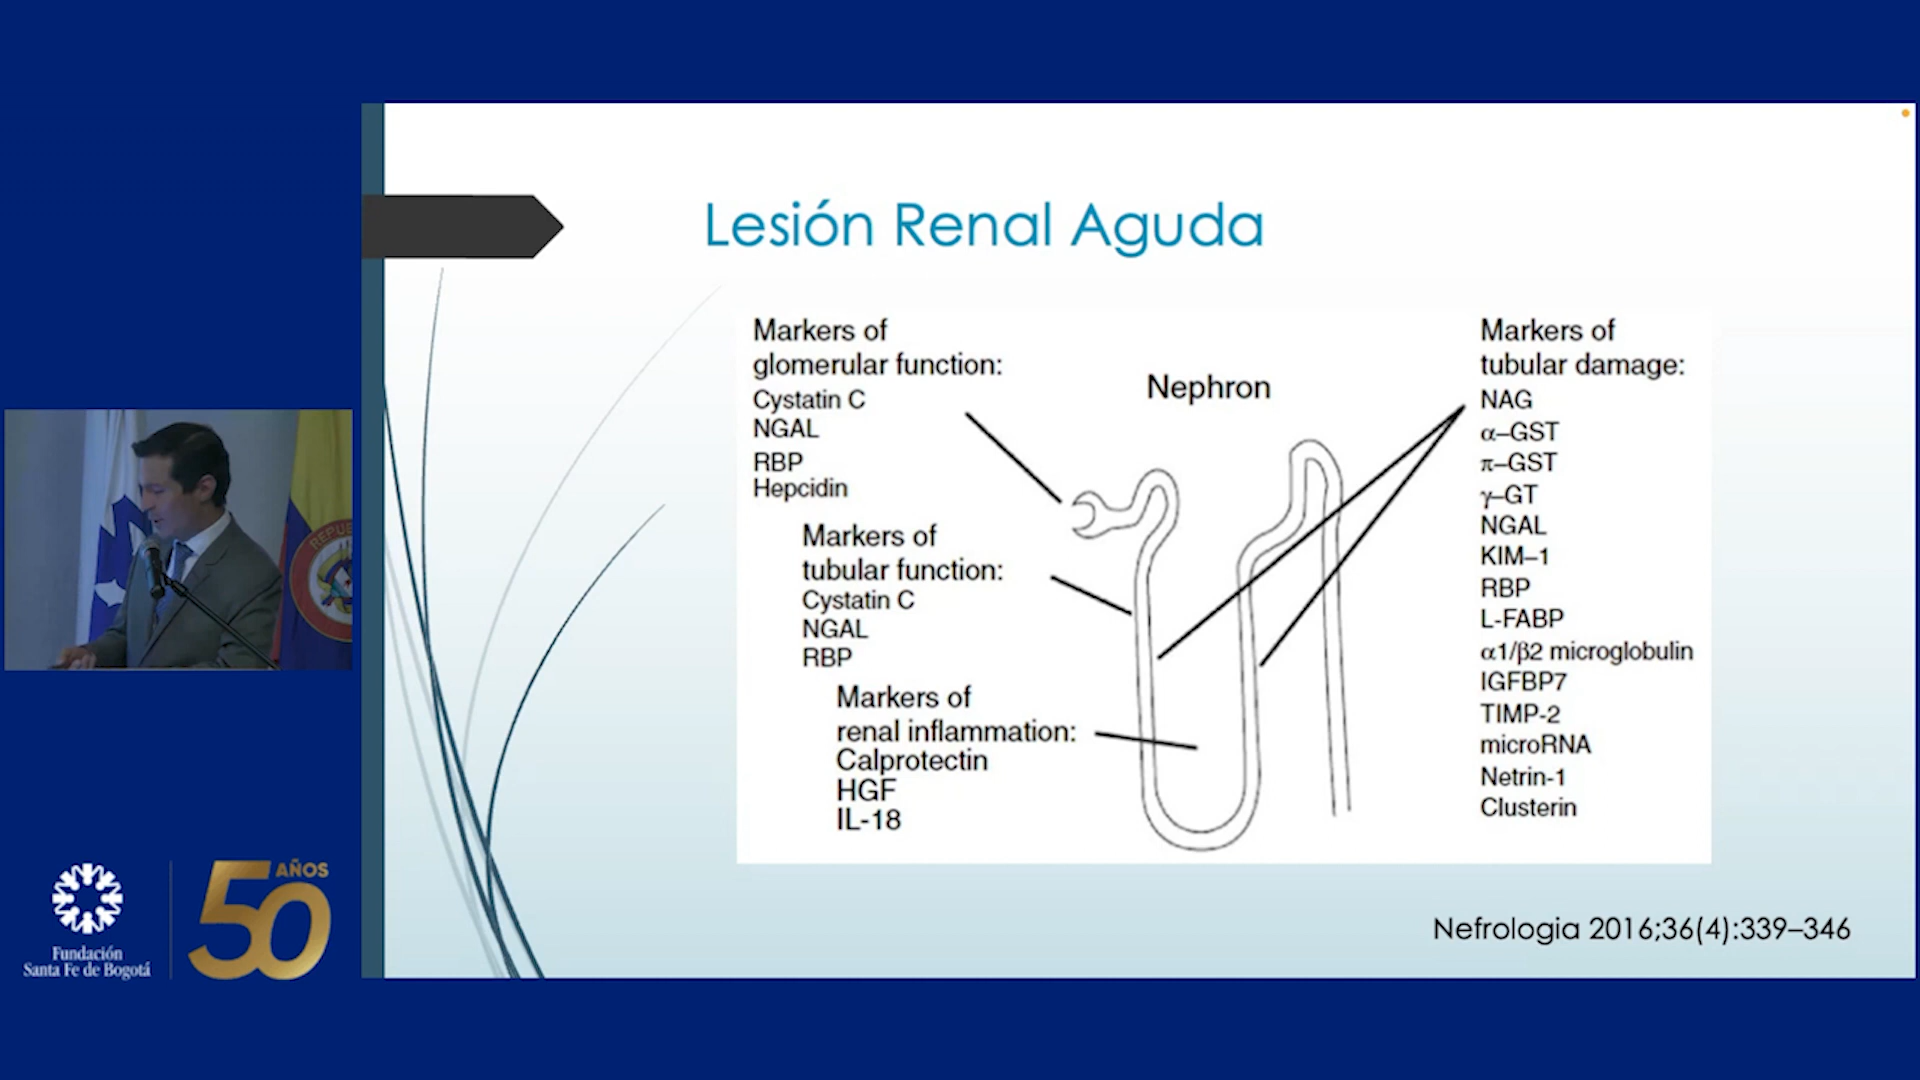 Lesión Renal Aguda
Markers of
glomerular function:
Cystatin C
NGAL
RBP
Hepcidin
Markers of
tubular function:
Cystatin C
NGAL
RBP
Markers of
renal inflammation:
Calprotectin
HGF
IL-18
Nephron
Markers of
tubular damage:
NAG
α–GST
π–GST
γ–GT
NGAL
KIM–1
RBP
L-FABP
α1/β2 microglobulin
IGFBP7
TIMP-2
microRNA
Netrin-1
Clusterin
Nefrologia 2016;36(4):339–346
REPUB
Fundación
Santa Fe de Bogotá
50 AÑOS